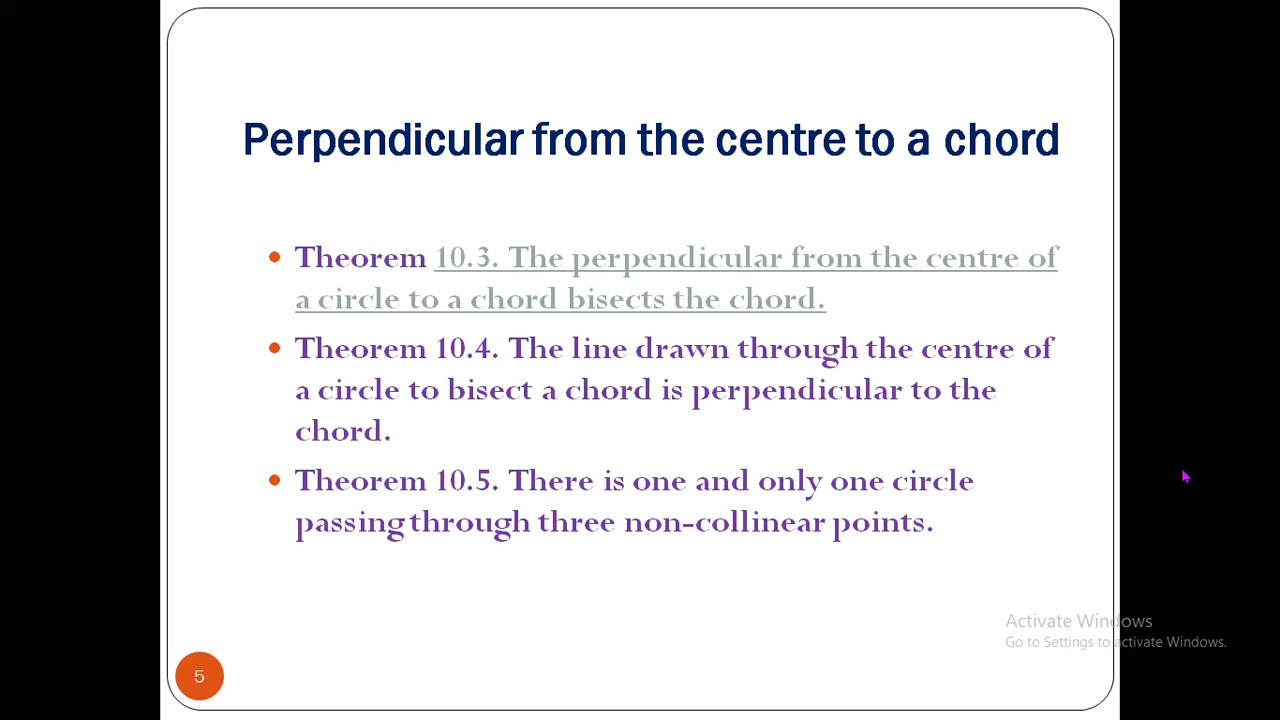 Perpendicular from the centre to a chord
Theorem 10.3. The perpendicular from the centre of
a circle to a chord bisects the chord.
Theorem 10.4. The line drawn through the centre of
a circle to bisect a chord is perpendicular to the
chord.
Theorem 10.5. There is one and only one circle
passing through three non-collinear points.
Activate Windows
Go to Settings to activate Windows.
5